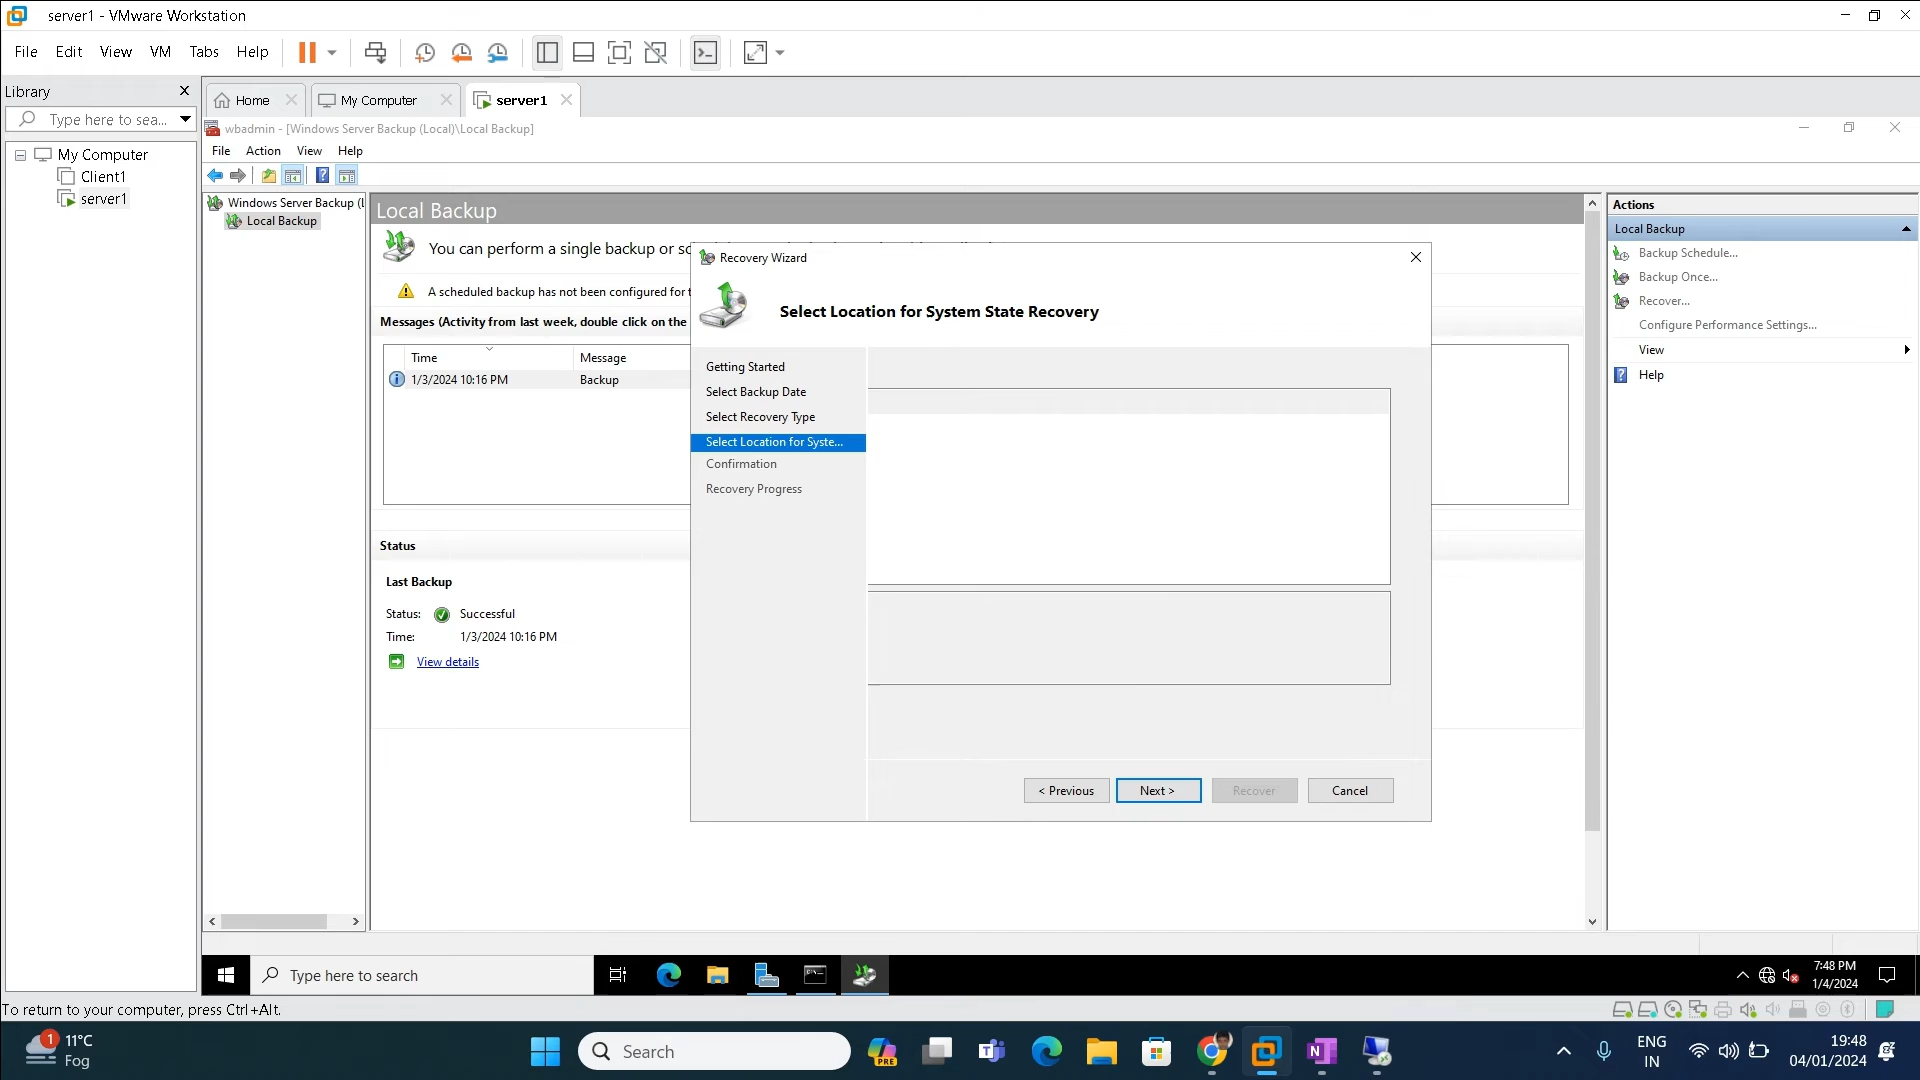 server1 - VMware Workstation
File Edit View VM Tabs Help
Library
Type here to sea...
My Computer
Client1
server1
Home
My Computer
server1
wbadmin - [Windows Server Backup (Local)\Local Backup]
File Action View Help
Windows Server Backup (L
Local Backup
Local Backup
You can perform a single backup or sc
A scheduled backup has not been configured for t
Messages (Activity from last week, double click on the
Time Message
1/3/2024 10:16 PM Backup
Status
Last Backup
Status: Successful
Time: 1/3/2024 10:16 PM
View details
Recovery Wizard
Select Location for System State Recovery
Getting Started
Select Backup Date
Select Recovery Type
Select Location for Syste...
Confirmation
Recovery Progress
< Previous
Next >
Recover
Cancel
Actions
Local Backup
Backup Schedule...
Backup Once...
Recover...
Configure Performance Settings...
View
Help
Type here to search
7:48 PM
1/4/2024
To return to your computer, press Ctrl+Alt.
1
11°C
Fog
Search
PRE
ENG
IN
19:48
04/01/2024